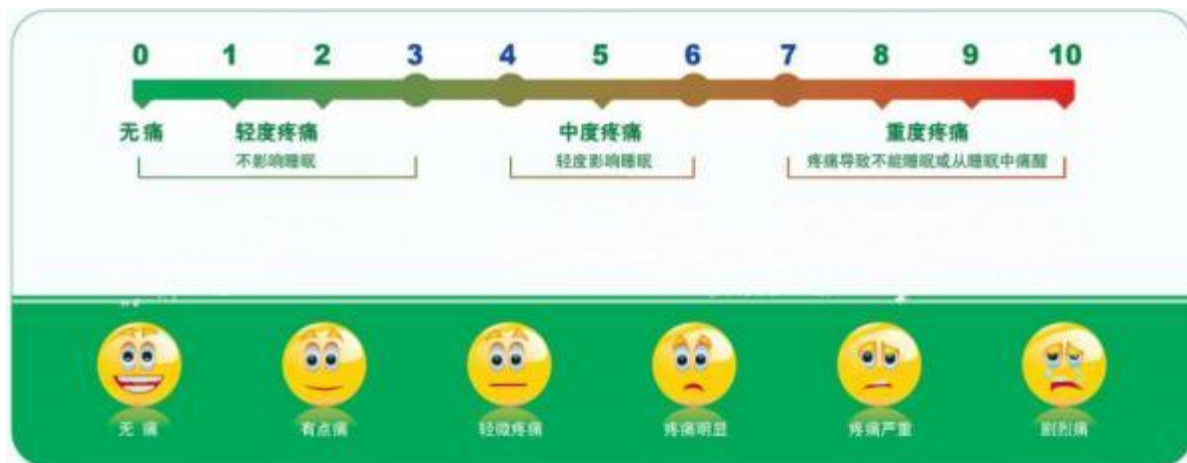 0 1 2 3 4 5 6 7 8 9 10
无痛 轻度疼痛 中度疼痛 重度疼痛
不影响睡眠 轻度影响睡眠 疼痛导致不能睡眠或从睡眠中痛醒
无痛 有点痛 轻微疼痛 疼痛明显 疼痛严重 剧烈痛